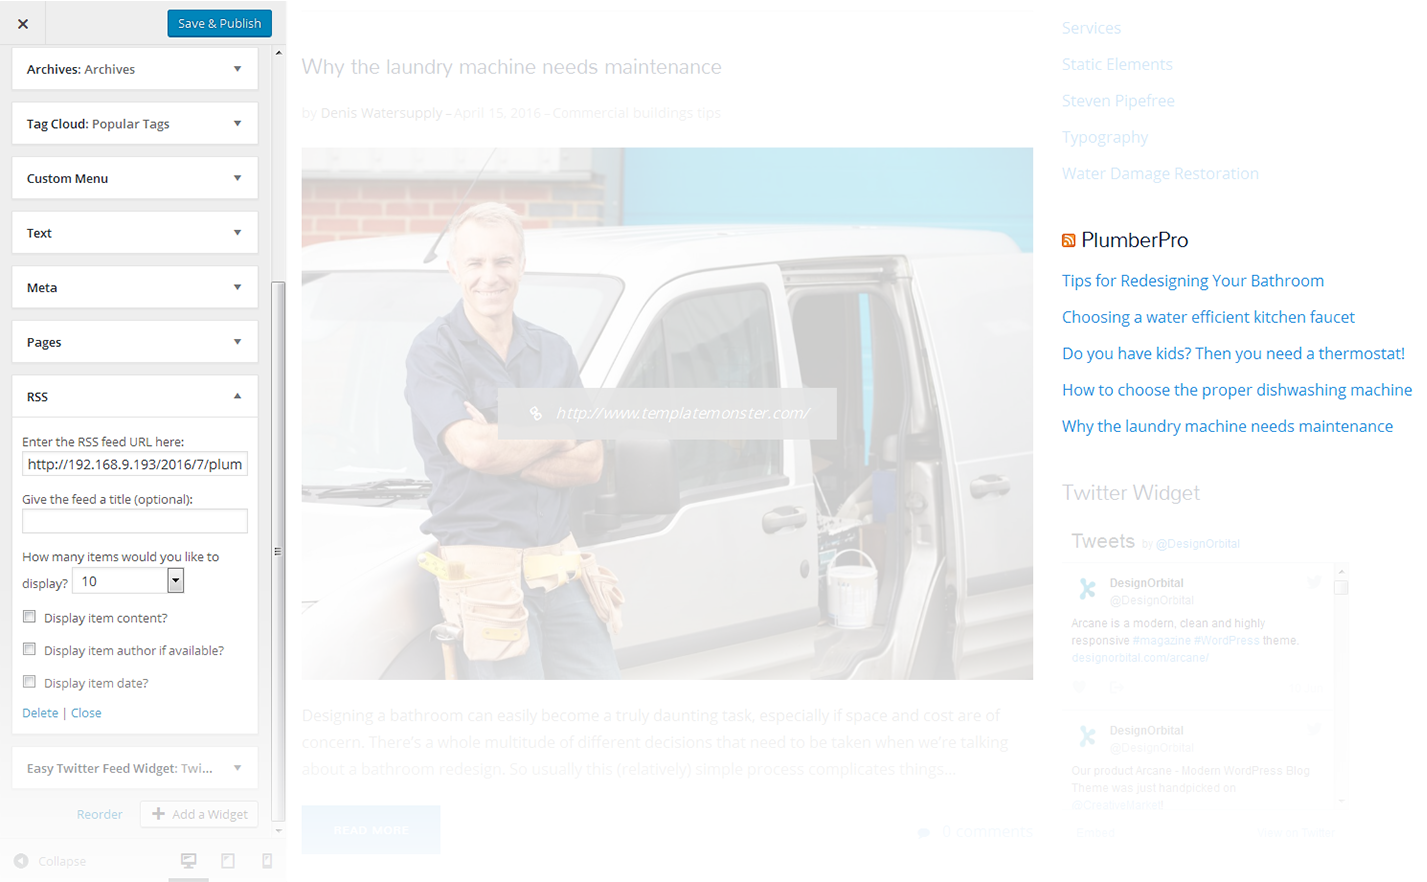 Save & Publish
Archives: Archives
Tag Cloud: Popular Tags
Custom Menu
Text
Meta
Pages
RSS
Enter the RSS feed URL here:
http://192.168.9.193/2016/7/plum
Give the feed a title (optional):
How many items would you like to
display? 10
Display item content?
Display item author if available?
Display item date?
Delete | Close
Easy Twitter Feed Widget: Twi...
Reorder
Add a Widget
Collapse
Why the laundry machine needs maintenance
by Denis Watersupply – April 15, 2016 - Commercial buildings tips
http://www.templatemonster.com/
Designing a bathroom can easily become a truly daunting task, especially if space and cost are of
concern. There's a whole multitude of different decisions that need to be taken when we're talking
about a bathroom redesign. So usually this (relatively) simple process complicates things...
READ MORE
0 comments
Services
Static Elements
Steven Pipefree
Typography
Water Damage Restoration
PlumberPro
Tips for Redesigning Your Bathroom
Choosing a water efficient kitchen faucet
Do you have kids? Then you need a thermostat!
How to choose the proper dishwashing machine
Why the laundry machine needs maintenance
Twitter Widget
Tweets by @DesignOrbital
DesignOrbital
@DesignOrbital
Arcane is a modern, clean and highly
responsive #magazine #WordPress theme.
designorbital.com/arcane/
DesignOrbital
@DesignOrbital
Our product Arcane - Modern WordPress Blog
Theme was just handpicked on
@CreativeMarket
Embed
View on Twitter